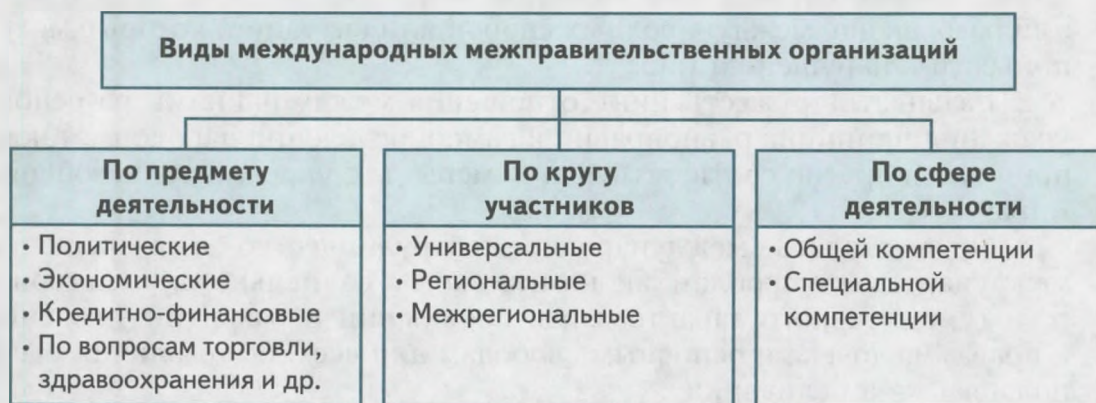 Виды международных межправительственных организаций
По предмету
деятельности
• Политические
• Экономические
• Кредитно-финансовые
• По вопросам торговли,
здравоохранения и др.
По кругу
участников
• Универсальные
• Региональные
• Межрегиональные
По сфере
деятельности
• Общей компетенции
• Специальной
компетенции